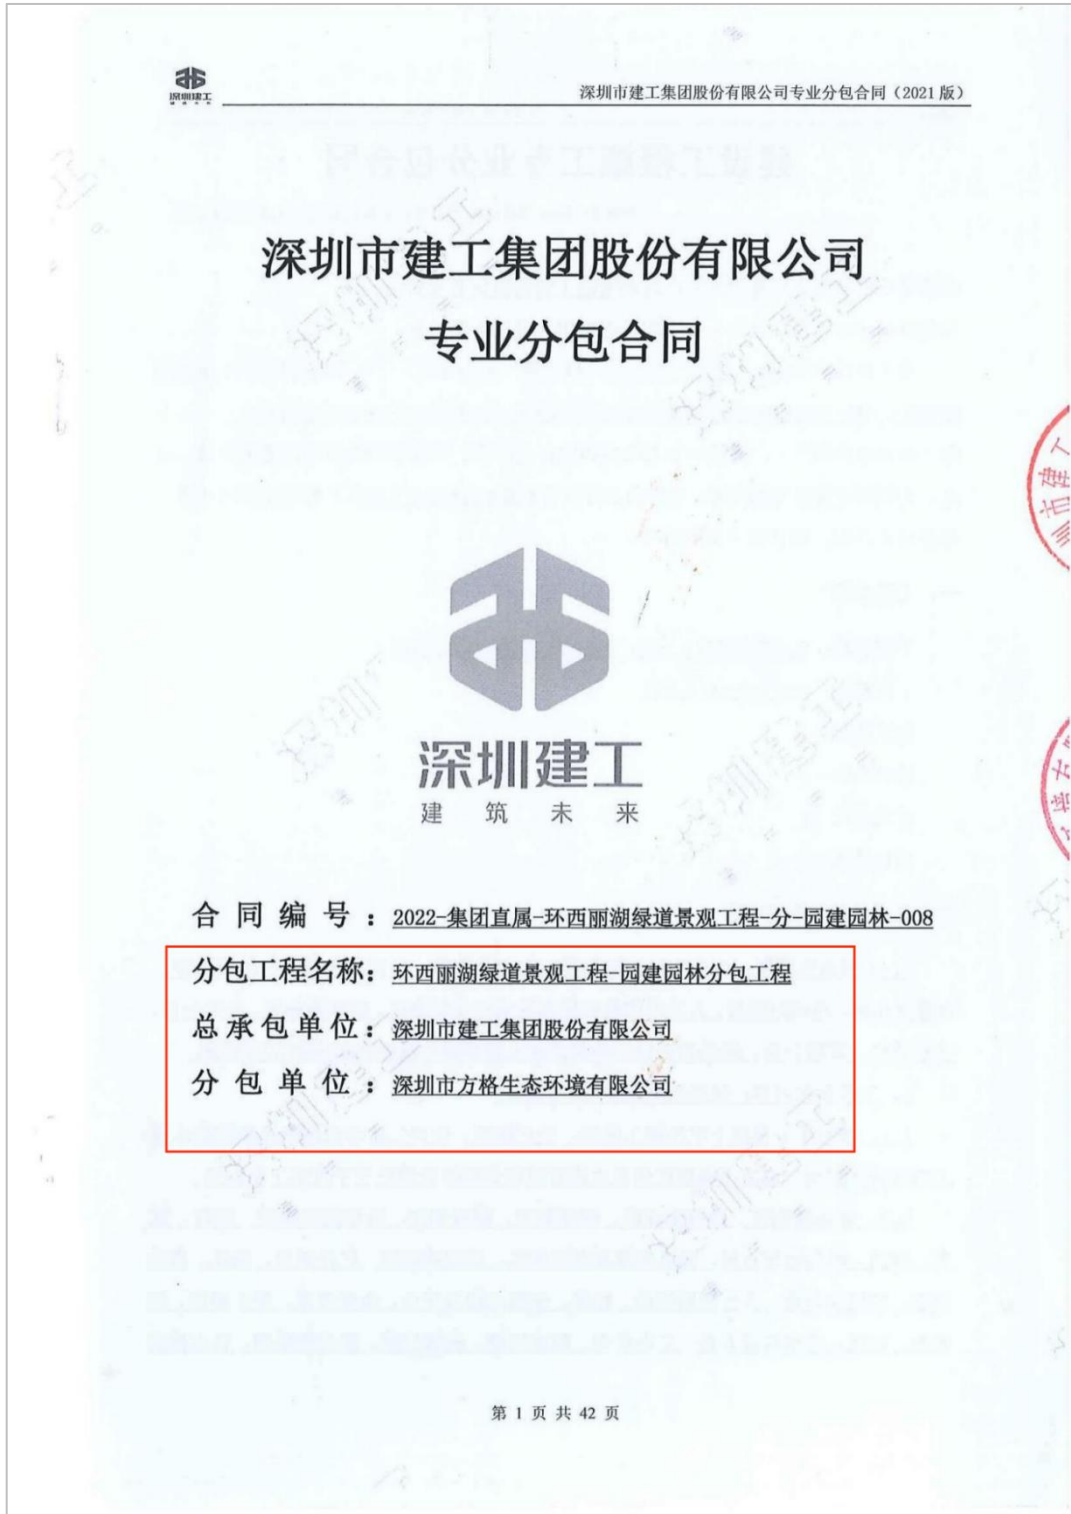 深圳建工
深圳市建工集团股份有限公司专业分包合同（2021 版）
深圳市建工集团股份有限公司
专业分包合同
深圳建工
建筑未来
合同编号：2022-集团直属-环西丽湖绿道景观工程-分-园建园林-008
分包工程名称：环西丽湖绿道景观工程-园建园林分包工程
总承包单位：深圳市建工集团股份有限公司
分包单位：深圳市方格生态环境有限公司
第 1 页 共 42 页
市建工